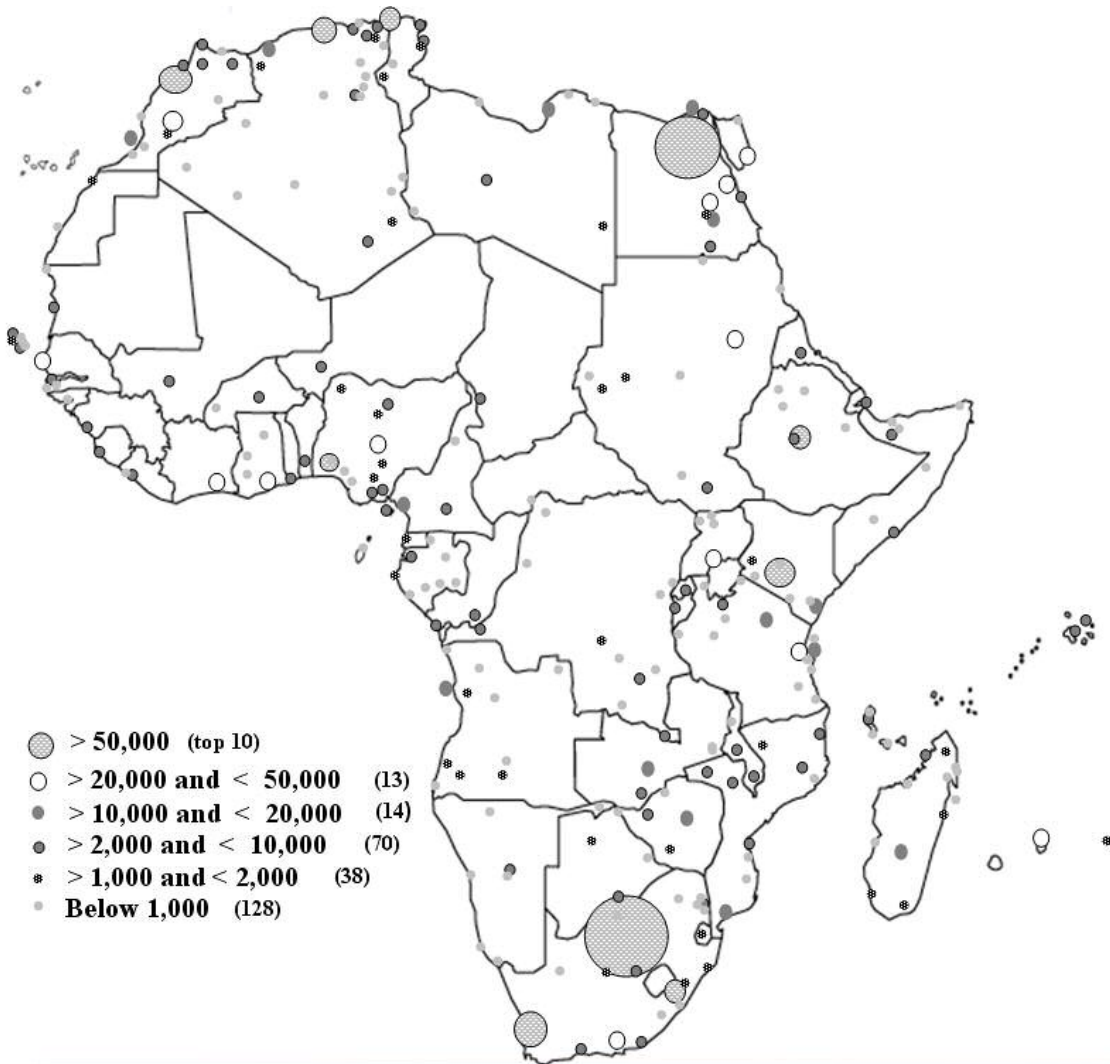 > 50,000 (top 10)
> 20,000 and < 50,000 (13)
> 10,000 and < 20,000 (14)
> 2,000 and < 10,000 (70)
> 1,000 and < 2,000 (38)
Below 1,000 (128)